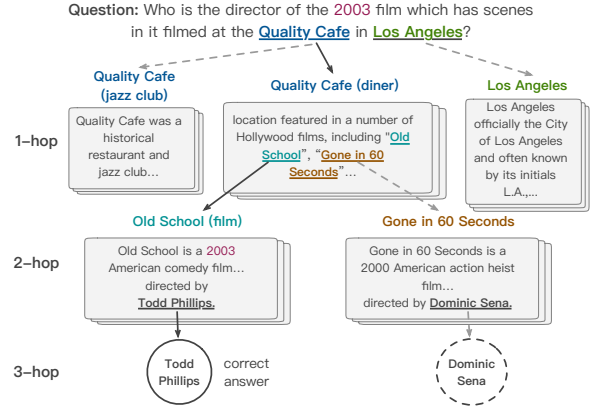 Question: Who is the director of the 2003 film which has scenes
in it filmed at the Quality Cafe in Los Angeles?
Quality Cafe
(jazz club)
Quality Cafe (diner)
Los Angeles
1-hop
Quality Cafe was a
historical
restaurant and
jazz club...
location featured in a number of
Hollywood films, including "Old
School", "Gone in 60
Seconds"...
Los Angeles
officially the City
of Los Angeles
and often known
by its initials
L.A.,...
Old School (film)
Gone in 60 Seconds
2-hop
Old School is a 2003
American comedy film...
directed by
Todd Phillips.
Gone in 60 Seconds is a
2000 American action heist
film...
directed by Dominic Sena.
3-hop
Todd
Phillips
correct
answer
Dominic
Sena